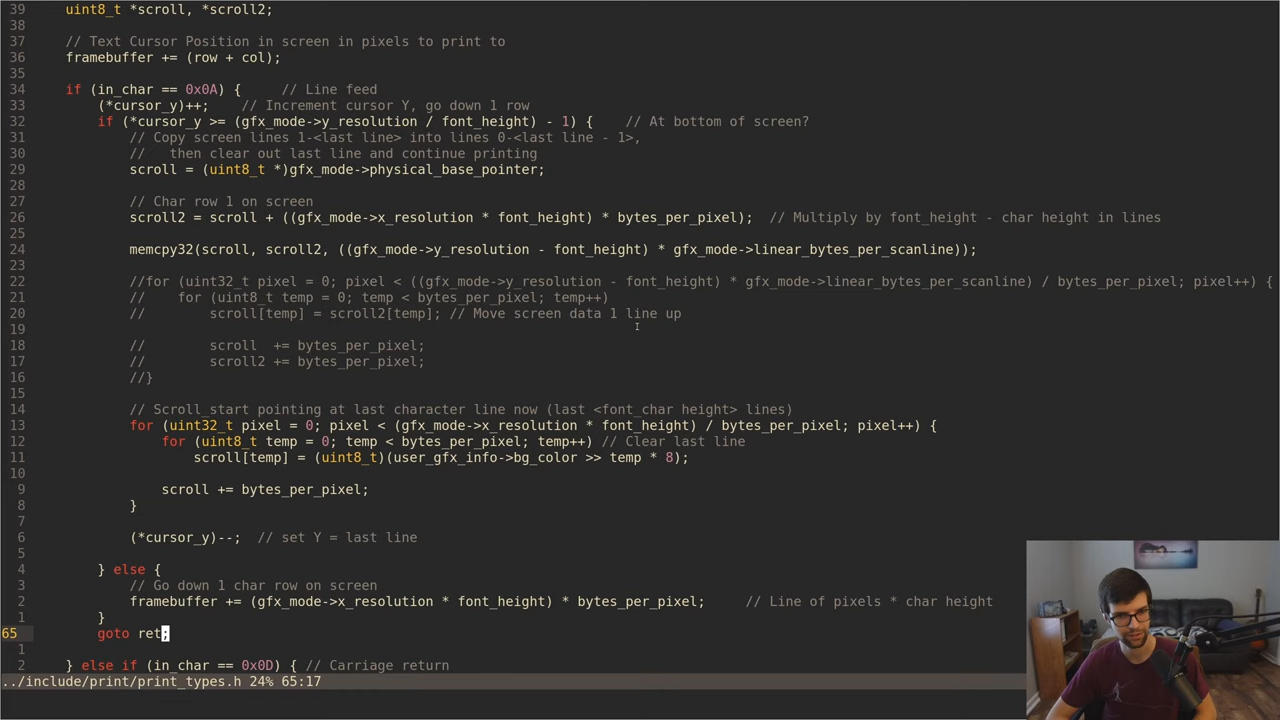 39     uint8_t *scroll, *scroll2;
38
37     // Text Cursor Position in screen in pixels to print to
36     framebuffer += (row + col);
35
34     if (in_char == 0x0A) {     // Line feed
33         (*cursor_y)++;    // Increment cursor Y, go down 1 row
32         if (*cursor_y >= (gfx_mode->y_resolution / font_height) - 1) {    // At bottom of screen?
31             // Copy screen lines 1-<last line> into lines 0-<last line - 1>,
30             //   then clear out last line and continue printing
29             scroll = (uint8_t *)gfx_mode->physical_base_pointer;
28
27             // Char row 1 on screen
26             scroll2 = scroll + ((gfx_mode->x_resolution * font_height) * bytes_per_pixel);  // Multiply by font_height - char height in lines
25
24             memcpy32(scroll, scroll2, ((gfx_mode->y_resolution - font_height) * gfx_mode->linear_bytes_per_scanline));
23
22             //for (uint32_t pixel = 0; pixel < ((gfx_mode->y_resolution - font_height) * gfx_mode->linear_bytes_per_scanline) / bytes_per_pixel; pixel++) {
21             //    for (uint8_t temp = 0; temp < bytes_per_pixel; temp++)
20             //        scroll[temp] = scroll2[temp]; // Move screen data 1 line up
19
18             //        scroll  += bytes_per_pixel;
17             //        scroll2 += bytes_per_pixel;
16             //}
15
14             // Scroll_start pointing at last character line now (last <font_char height> lines)
13             for (uint32_t pixel = 0; pixel < (gfx_mode->x_resolution * font_height) / bytes_per_pixel; pixel++) {
12                 for (uint8_t temp = 0; temp < bytes_per_pixel; temp++) // Clear last line
11                     scroll[temp] = (uint8_t)(user_gfx_info->bg_color >> temp * 8);
10
9                 scroll += bytes_per_pixel;
8             }
7
6             (*cursor_y)--;  // set Y = last line
5
4         } else {
3             // Go down 1 char row on screen
2             framebuffer += (gfx_mode->x_resolution * font_height) * bytes_per_pixel;     // Line of pixels * char height
1         }
65         goto ret;
1
2     } else if (in_char == 0x0D) { // Carriage return
../include/print/print_types.h 24% 65:17